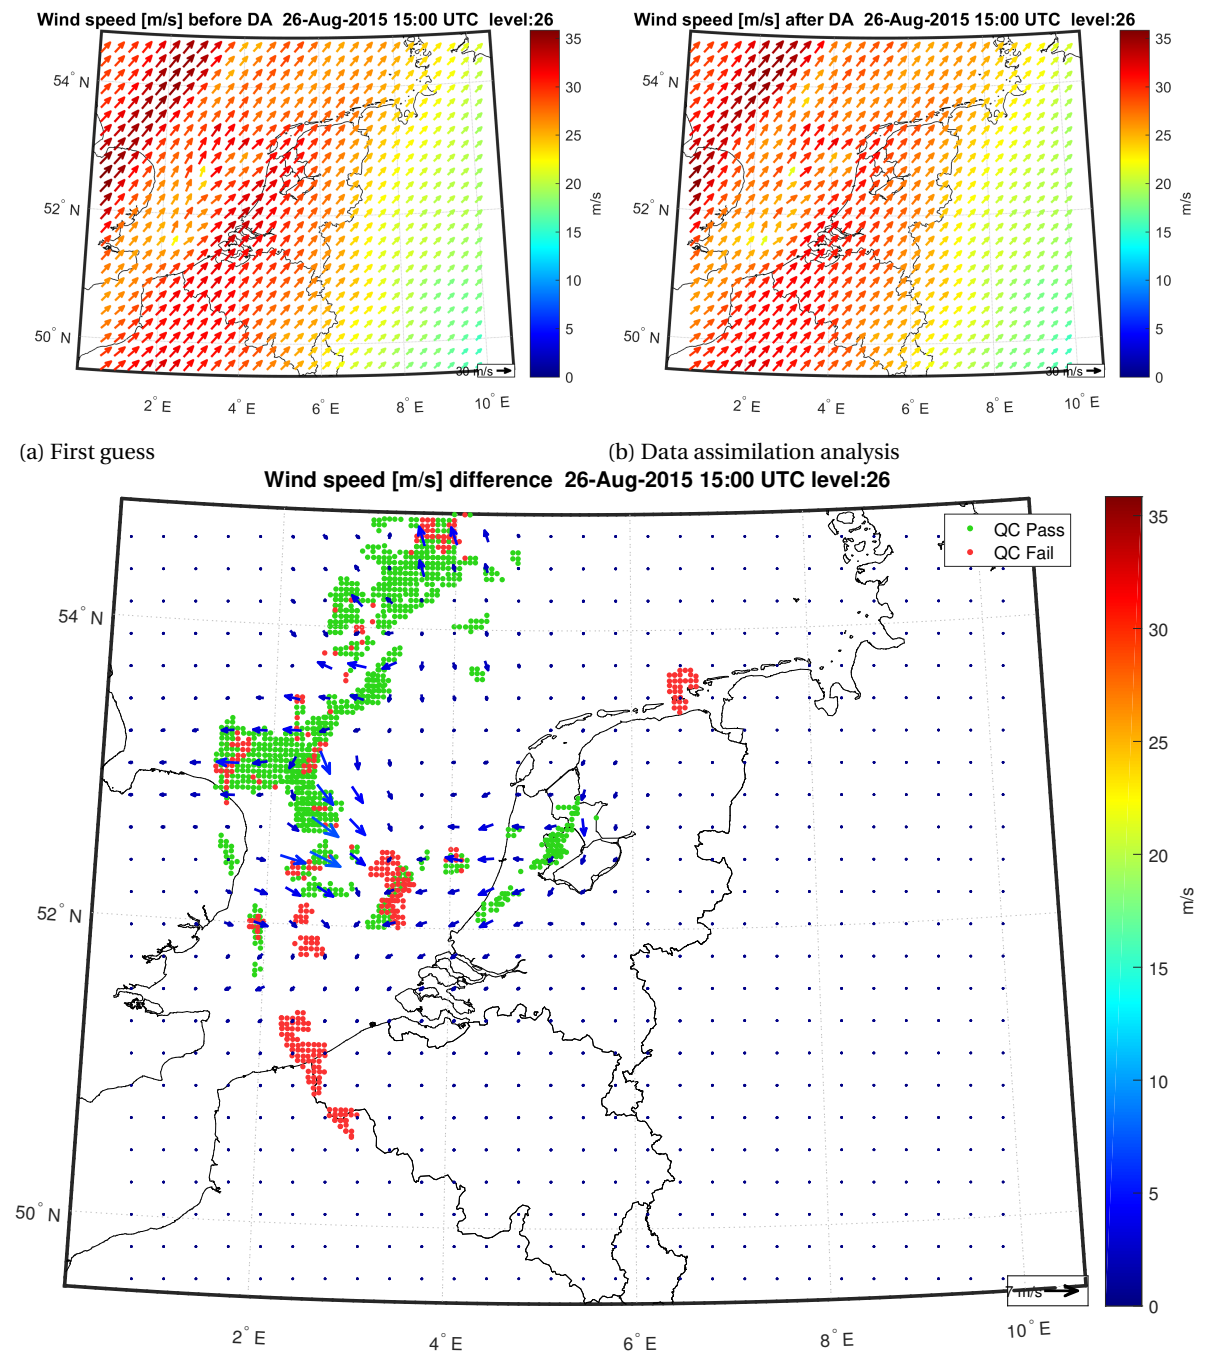 Wind speed [m/s] before DA  26-Aug-2015 15:00 UTC  level:26
54° N
52° N
50° N
2° E
4° E
6° E
8° E
10° E
30 m/s
35
30
25
20
15
10
5
0
m/s
(a) First guess
Wind speed [m/s] after DA  26-Aug-2015 15:00 UTC  level:26
54° N
52° N
50° N
2° E
4° E
6° E
8° E
10° E
30 m/s
35
30
25
20
15
10
5
0
m/s
(b) Data assimilation analysis
Wind speed [m/s] difference  26-Aug-2015 15:00 UTC level:26
QC Pass
QC Fail
54° N
52° N
50° N
2° E
4° E
6° E
8° E
10° E
7 m/s
35
30
25
20
15
10
5
0
m/s